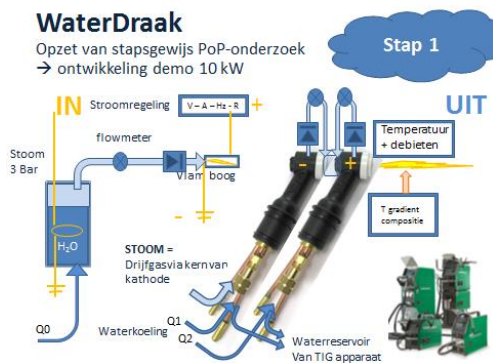 WaterDraak
Opzet van stapsgewijs PoP-onderzoek
→ ontwikkeling demo 10 kW
Stap 1
IN
Stroomregeling
V – A – Hz - R
+
UIT
flowmeter
Stoom
3 Bar
Vlam boog
-
- +
Temperatuur
+ debieten
H₂O
T gradient
compositie
STOOM =
Drijfgas via kern van
kathode
Q0
Waterkoeling
Q1
Q2
Waterreservoir
Van TIG apparaat